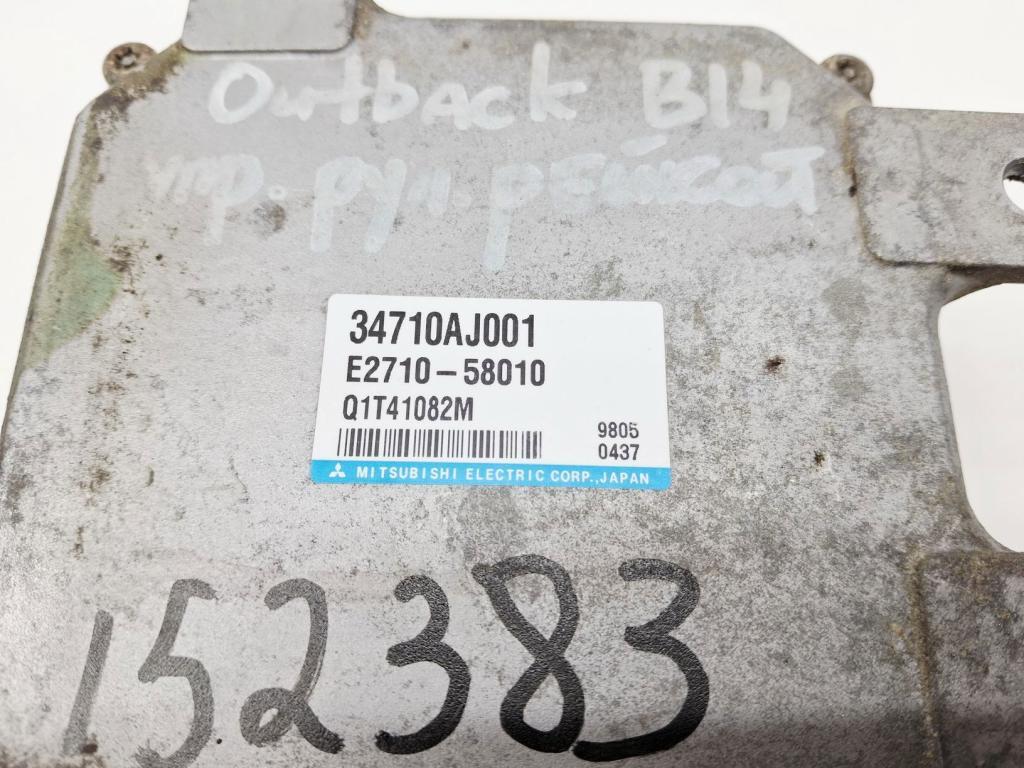 Outback B14
упр. рул. рейкой
34710AJ001
E2710-58010
Q1T41082M
9805
0437
MITSUBISHI ELECTRIC CORP., JAPAN
152383